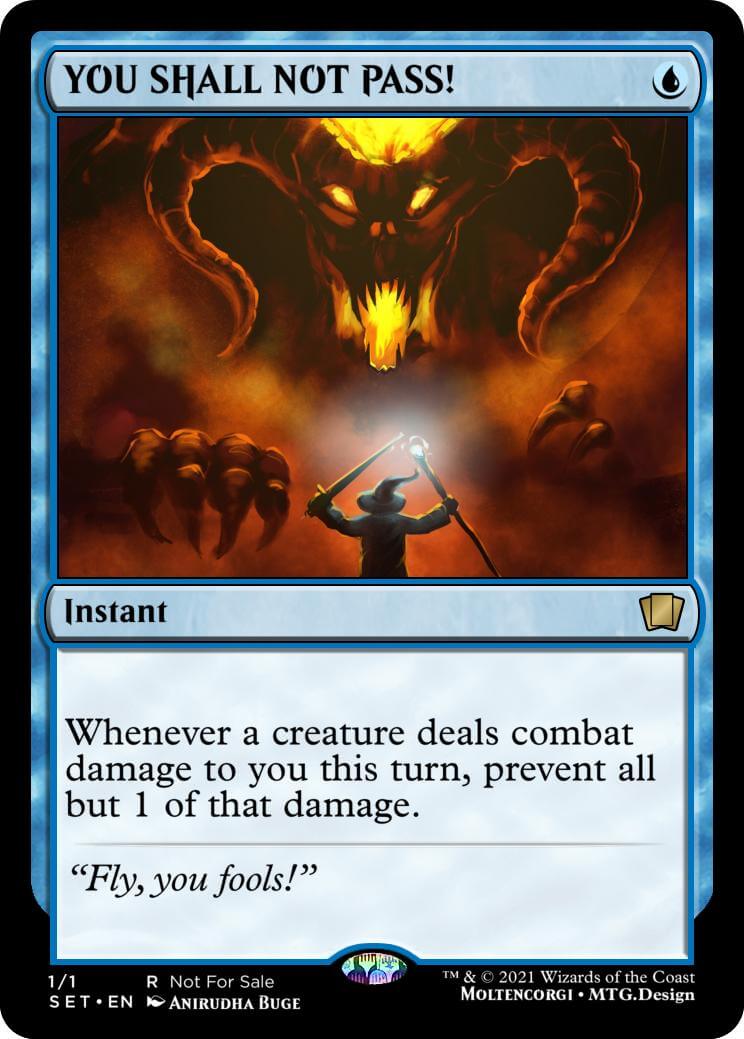 YOU SHALL NOT PASS!
Instant
Whenever a creature deals combat
damage to you this turn, prevent all
but 1 of that damage.
“Fly, you fools!”
1/1 R Not For Sale
SET • EN ANIRUDHA BUGE
™ & © 2021 Wizards of the Coast
MOLTENCORGI • MTG.DESIGN